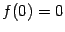 f(0) = 0